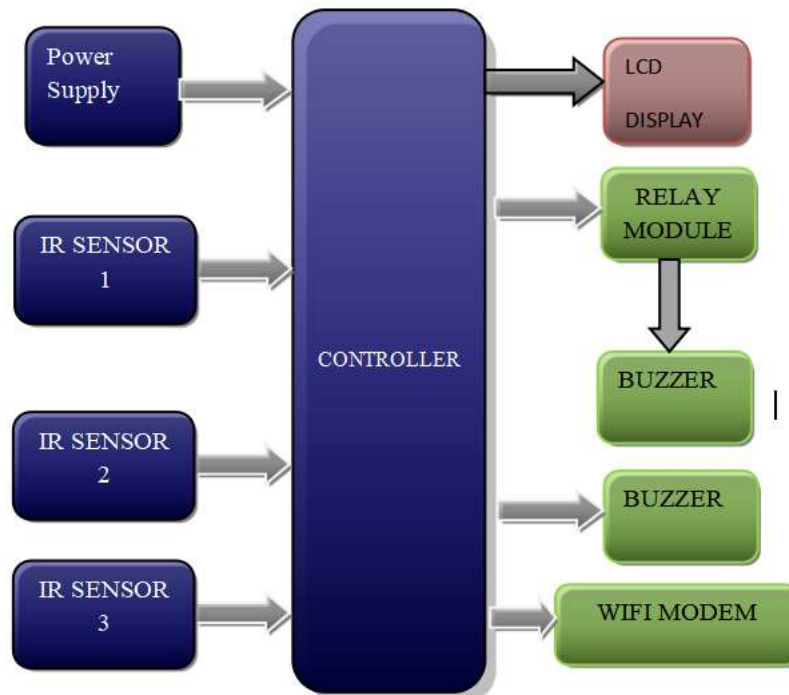 Power
Supply
LCD
DISPLAY
RELAY
MODULE
IR SENSOR
1
CONTROLLER
BUZZER
IR SENSOR
2
BUZZER
IR SENSOR
3
WIFI MODEM